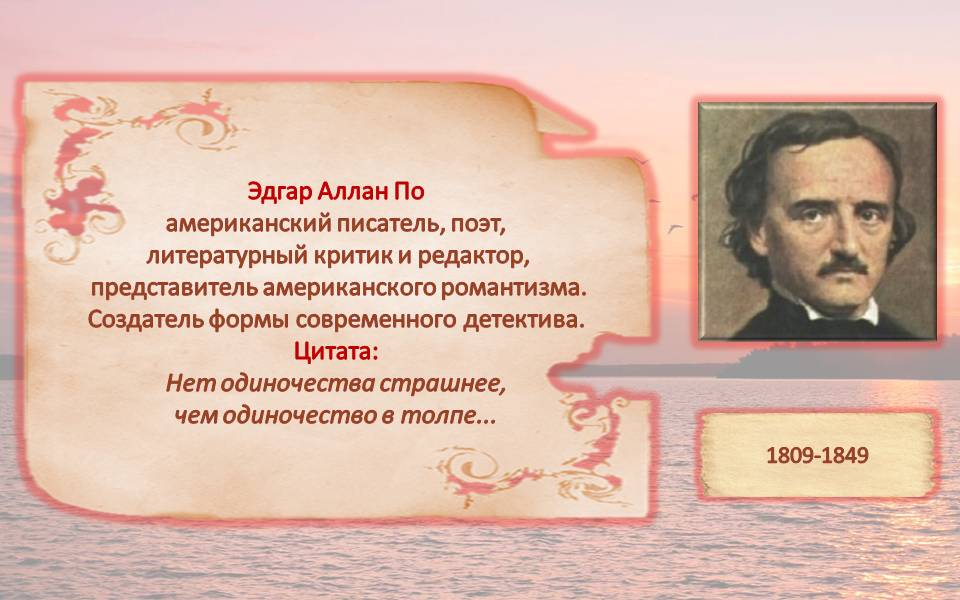 Эдгар Аллан По
американский писатель, поэт,
литературный критик и редактор,
представитель американского романтизма.
Создатель формы современного детектива.
Цитата:
Нет одиночества страшнее,
чем одиночество в толпе...
1809-1849